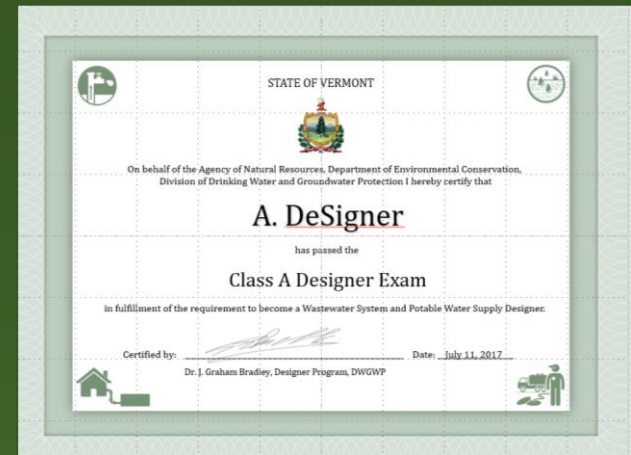 STATE OF VERMONT
On behalf of the Agency of Natural Resources, Department of Environmental Conservation,
Division of Drinking Water and Groundwater Protection I hereby certify that
A. DeSigner
has passed the
Class A Designer Exam
in fulfillment of the requirement to become a Wastewater System and Potable Water Supply Designer.
Certified by: Date: July 11, 2017
Dr. J. Graham Bradley, Designer Program, DWGWP